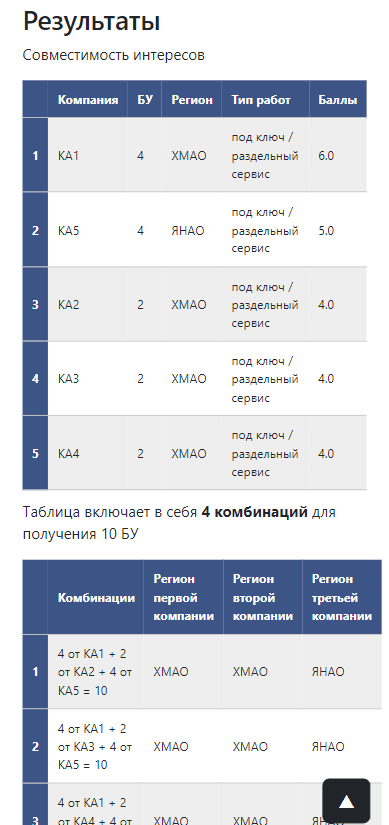 Результаты
Совместимость интересов
Компания БУ Регион Тип работ Баллы
1 КА1 4 ХМАО под ключ / раздельный сервис 6.0
2 КА5 4 ЯНАО под ключ / раздельный сервис 5.0
3 КА2 2 ХМАО под ключ / раздельный сервис 4.0
4 КА3 2 ХМАО под ключ / раздельный сервис 4.0
5 КА4 2 ХМАО под ключ / раздельный сервис 4.0
Таблица включает в себя 4 комбинаций для
получения 10 БУ
Комбинации Регион первой компании Регион второй компании Регион третьей компании
1 4 от КА1 + 2 от КА2 + 4 от КА5 = 10 ХМАО ХМАО ЯНАО
2 4 от КА1 + 2 от КА3 + 4 от КА5 = 10 ХМАО ХМАО ЯНАО
3 4 от КА1 + 2 от КА4 + 4 от ХМАО ХМАО ЯНАО